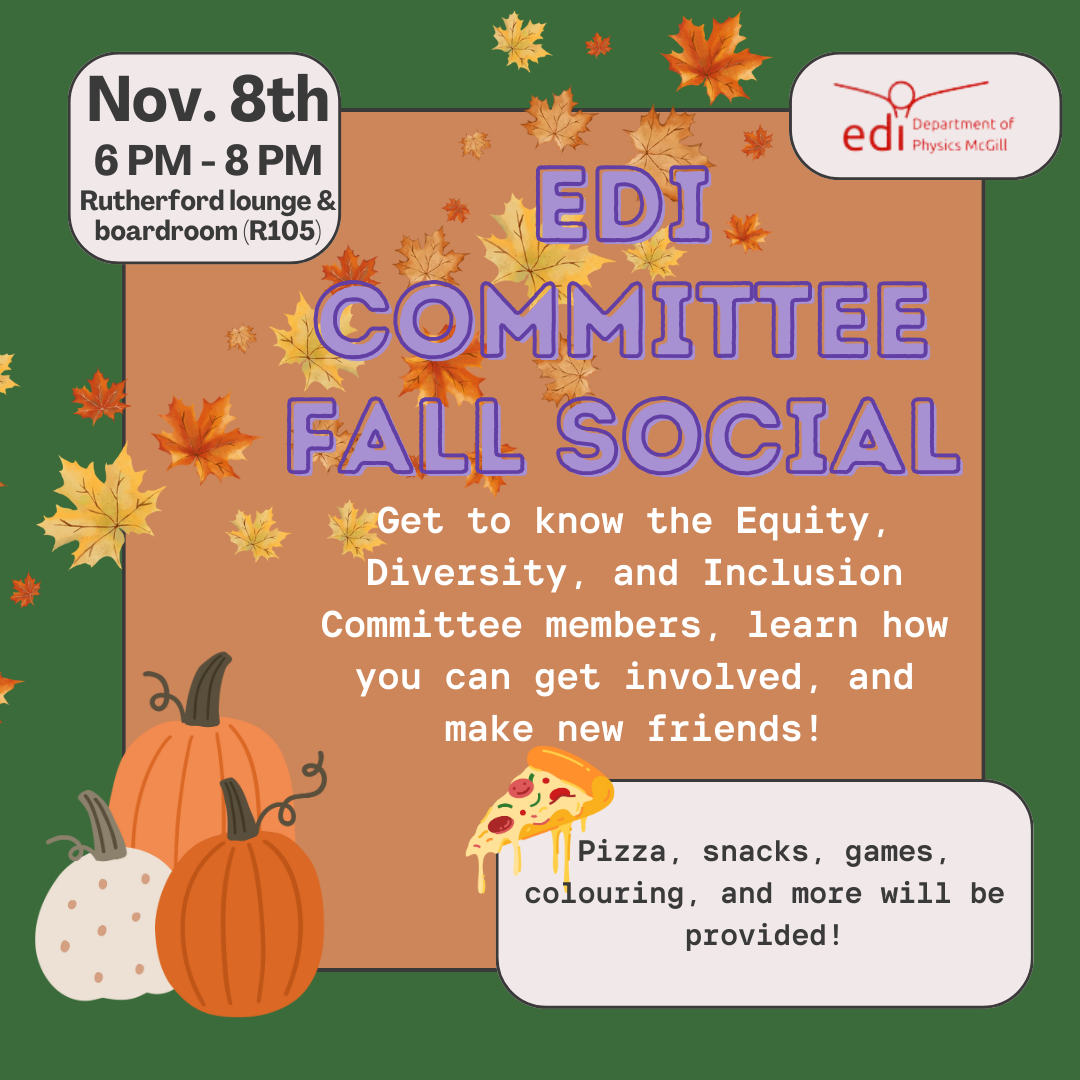 Nov. 8th
6 PM - 8 PM
Rutherford lounge &
boardroom (R105)
edi Department of
Physics McGill
EDI
COMMITTEE
FALL SOCIAL
Get to know the Equity,
Diversity, and Inclusion
Committee members, learn how
you can get involved, and
make new friends!
Pizza, snacks, games,
colouring, and more will be
provided!